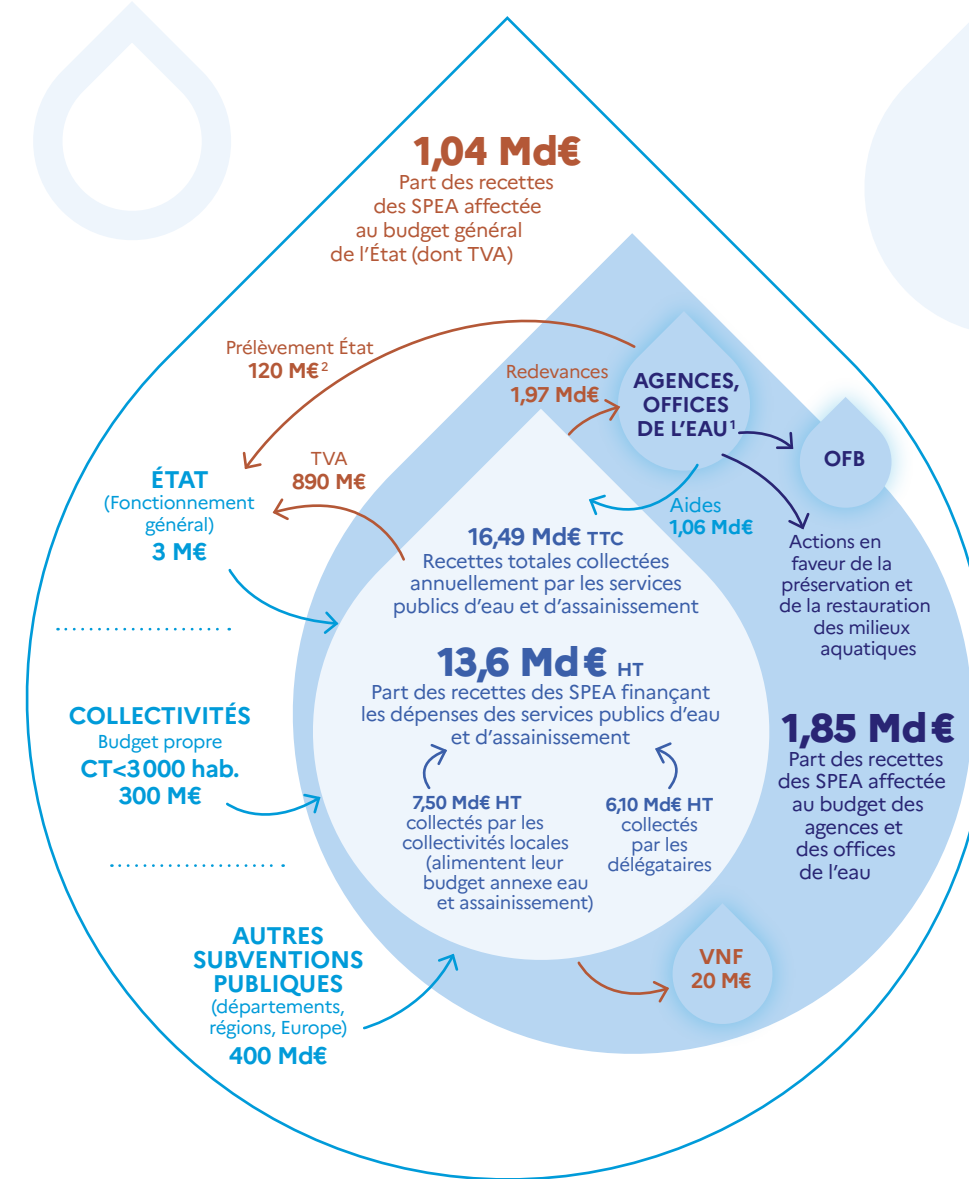 1,04 Md€
Part des recettes
des SPEA affectée
au budget général
de l'État (dont TVA)
Prélèvement État
120 M€²
Redevances
1,97 Md€
AGENCES,
OFFICES
DE L'EAU¹
OFB
TVA
890 M€
ÉTAT
(Fonctionnement
général)
3 M€
Aides
1,06 Md€
Actions en
faveur de la
préservation et
de la restauration
des milieux
aquatiques
16,49 Md€ TTC
Recettes totales collectées
annuellement par les services
publics d'eau et d'assainissement
13,6 Md€ HT
Part des recettes des SPEA finançant
les dépenses des services publics d'eau
et d'assainissement
COLLECTIVITÉS
Budget propre
CT<3 000 hab.
300 M€
7,50 Md€ HT
collectés par les
collectivités locales
(alimentent leur
budget annexe eau
et assainissement)
6,10 Md€ HT
collectés
par les
délégataires
1,85 Md€
Part des recettes
des SPEA affectée
au budget des
agences et
des offices
de l'eau
AUTRES
SUBVENTIONS
PUBLIQUES
(départements,
régions, Europe)
400 Md€
VNF
20 M€